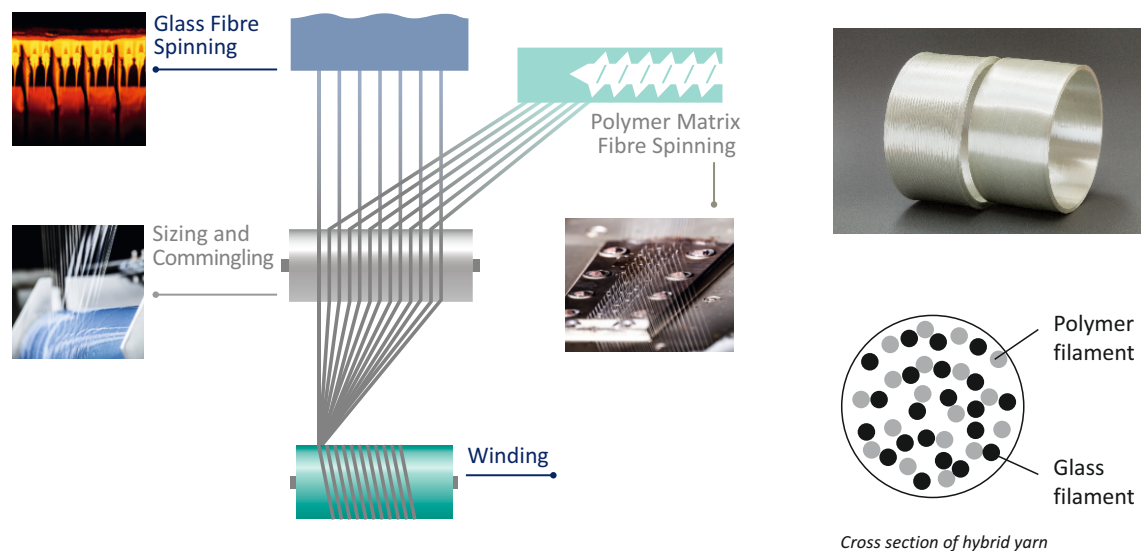 Glass Fibre
Spinning
Polymer Matrix
Fibre Spinning
Sizing and
Commingling
Winding
Polymer
filament
Glass
filament
Cross section of hybrid yarn